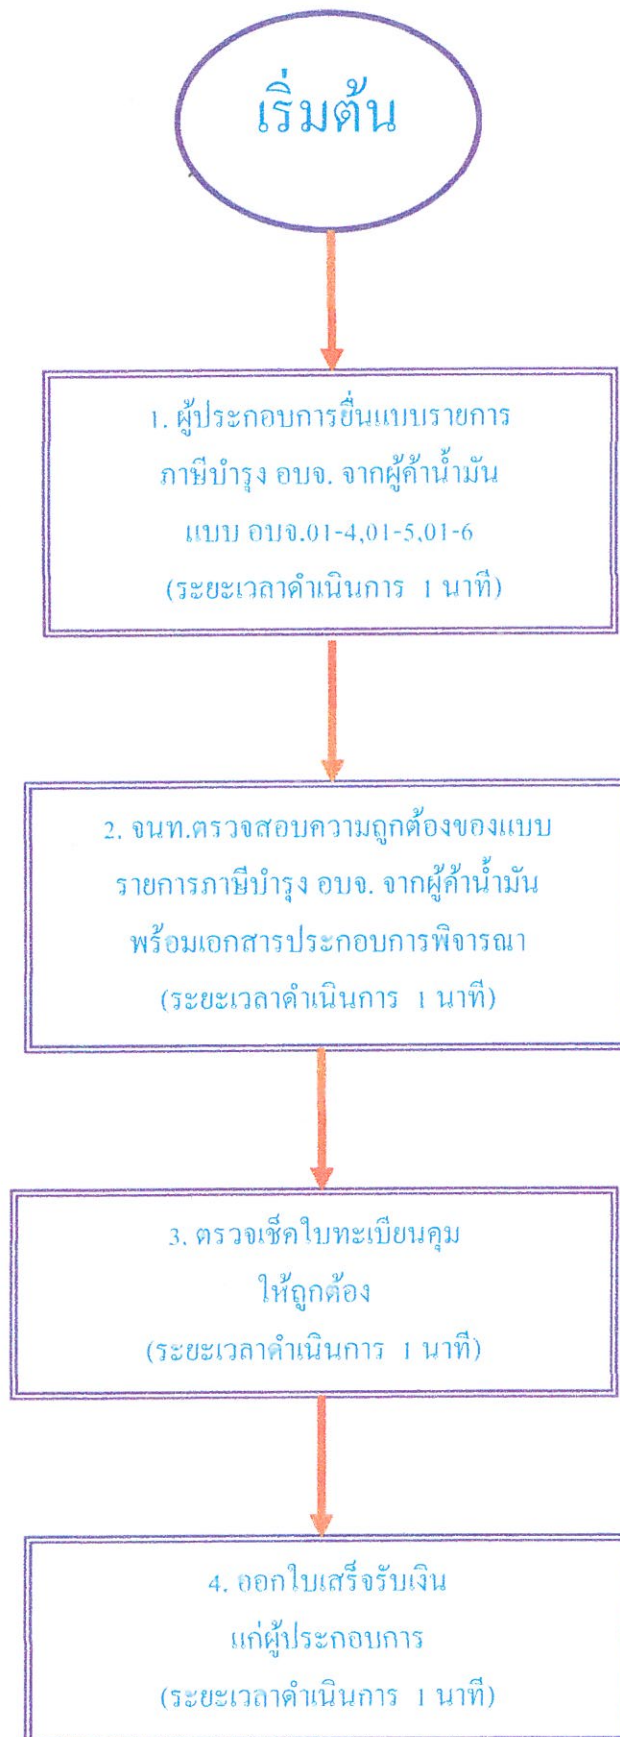 เริ่มต้น
1. ผู้ประกอบการยื่นแบบรายการ
ภาษีบำรุง อบจ. จากผู้ค้าน้ำมัน
แบบ อบจ.01-4,01-5,01-6
(ระยะเวลาดำเนินการ 1 นาที)
2. จนท.ตรวจสอบความถูกต้องของแบบ
รายการภาษีบำรุง อบจ. จากผู้ค้าน้ำมัน
พร้อมเอกสารประกอบการพิจารณา
(ระยะเวลาดำเนินการ 1 นาที)
3. ตรวจเช็คใบทะเบียนคุม
ให้ถูกต้อง
(ระยะเวลาดำเนินการ 1 นาที)
4. ออกใบเสร็จรับเงิน
แก่ผู้ประกอบการ
(ระยะเวลาดำเนินการ 1 นาที)